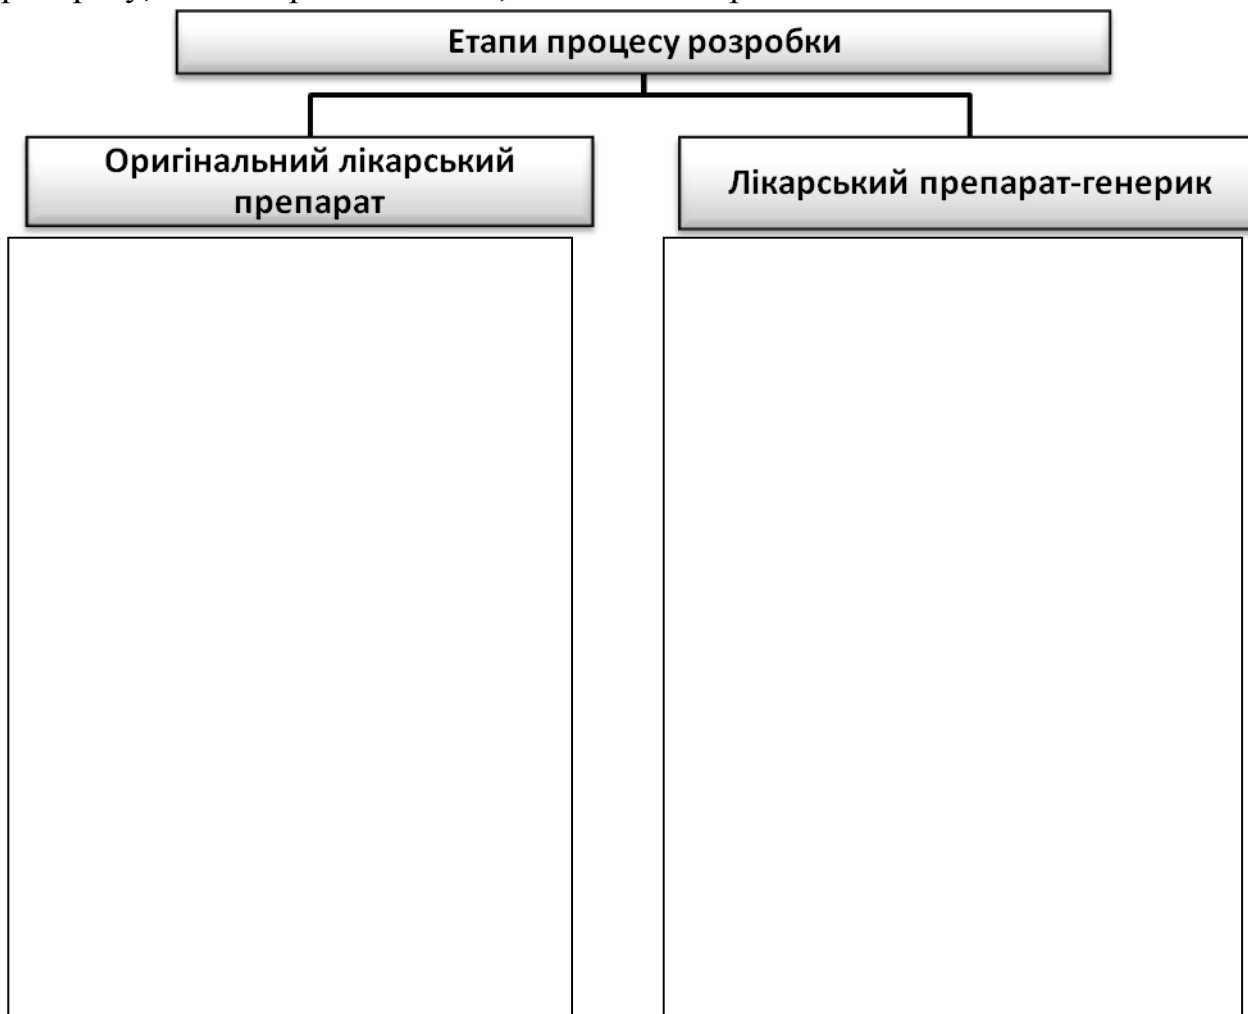 Етапи процесу розробки
Оригінальний лікарський
препарат
Лікарський препарат-генерик